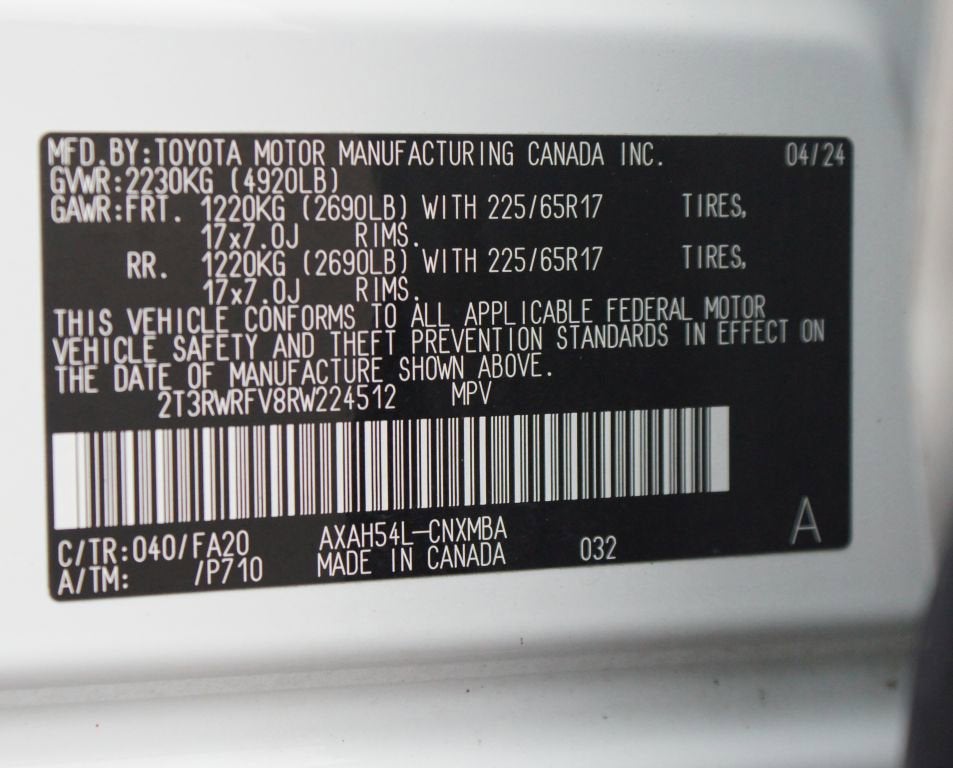 MFD.BY:TOYOTA MOTOR MANUFACTURING CANADA INC. 04/24
GVWR:2230KG (4920LB)
GAWR:FRT. 1220KG (2690LB) WITH 225/65R17 TIRES,
17x7.0J RIMS.
RR. 1220KG (2690LB) WITH 225/65R17 TIRES,
17x7.0J RIMS.
THIS VEHICLE CONFORMS TO ALL APPLICABLE FEDERAL MOTOR
VEHICLE SAFETY AND THEFT PREVENTION STANDARDS IN EFFECT ON
THE DATE OF MANUFACTURE SHOWN ABOVE.
2T3RWRFV8RW224512 MPV
C/TR:040/FA20 AXAH54L-CNXMBA
A/TM: /P710 MADE IN CANADA 032 A